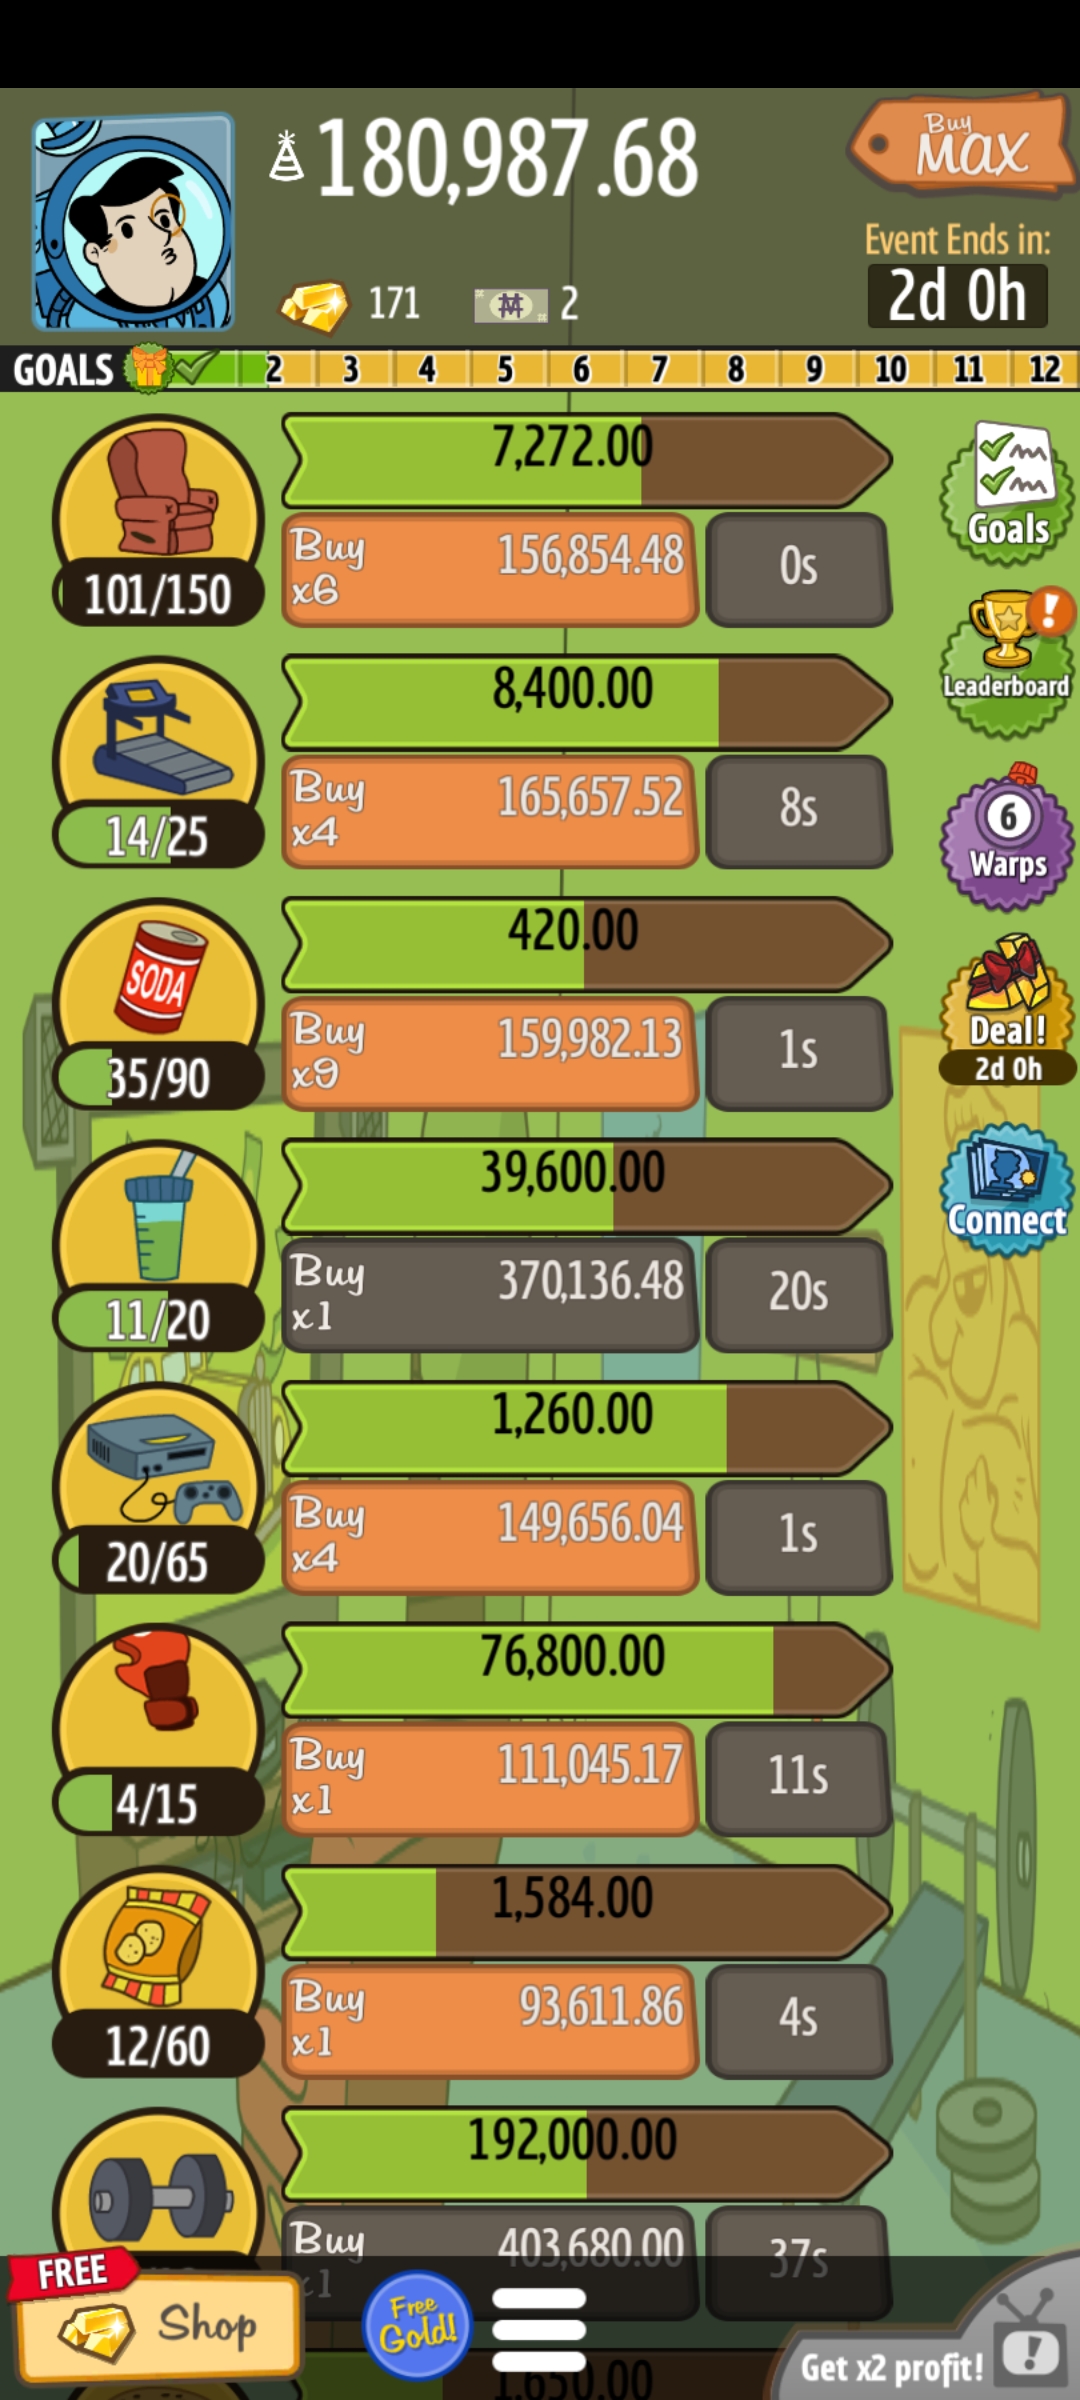 180,987.68
Buy
MAX
Event Ends in:
171
2
2d 0h
GOALS 2 3 4 5 6 7 8 9 10 11 12
7,272.00
Buy
x6
156,854.48
0s
101/150
Goals
8,400.00
Buy
x4
165,657.52
8s
14/25
Leaderboard
!
420.00
SODA
Buy
x9
159,982.13
1s
35/90
6
Warps
Deal!
2d 0h
39,600.00
Buy
x1
370,136.48
20s
11/20
Connect
1,260.00
Buy
x4
149,656.04
1s
20/65
76,800.00
Buy
x1
111,045.17
11s
4/15
1,584.00
Buy
x1
93,611.86
4s
12/60
192,000.00
Buy
x1
403,680.00
37s
FREE
Shop
Free
Gold!
Get x2 profit!
!
1,650.00